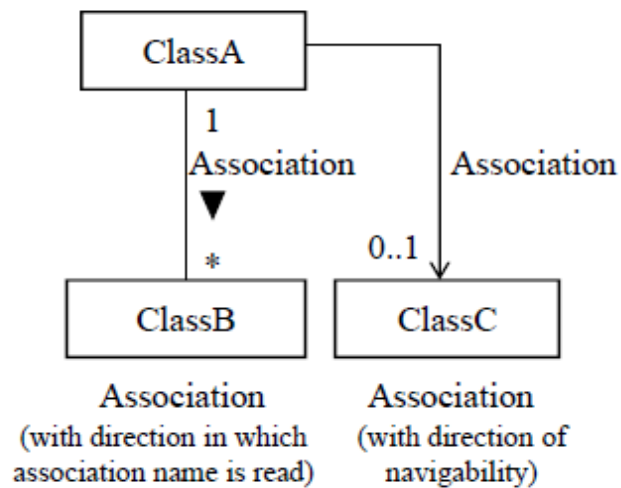 ClassA
1
Association
Association
*
0..1
ClassB
ClassC
Association
(with direction in which
association name is read)
Association
(with direction of
navigability)